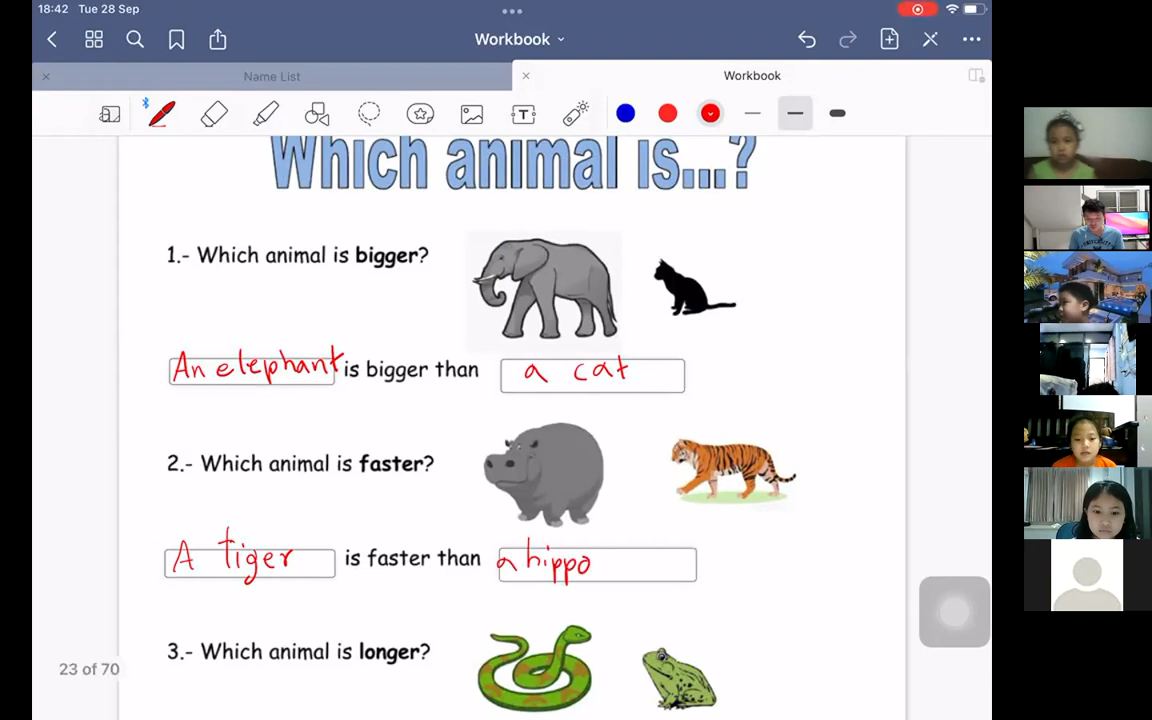 18:42 Tue 28 Sep
Workbook
Name List
Workbook
Which animal is...?
1.- Which animal is bigger?
An elephant is bigger than a cat
2.- Which animal is faster?
A tiger is faster than a hippo
3.- Which animal is longer?
23 of 70